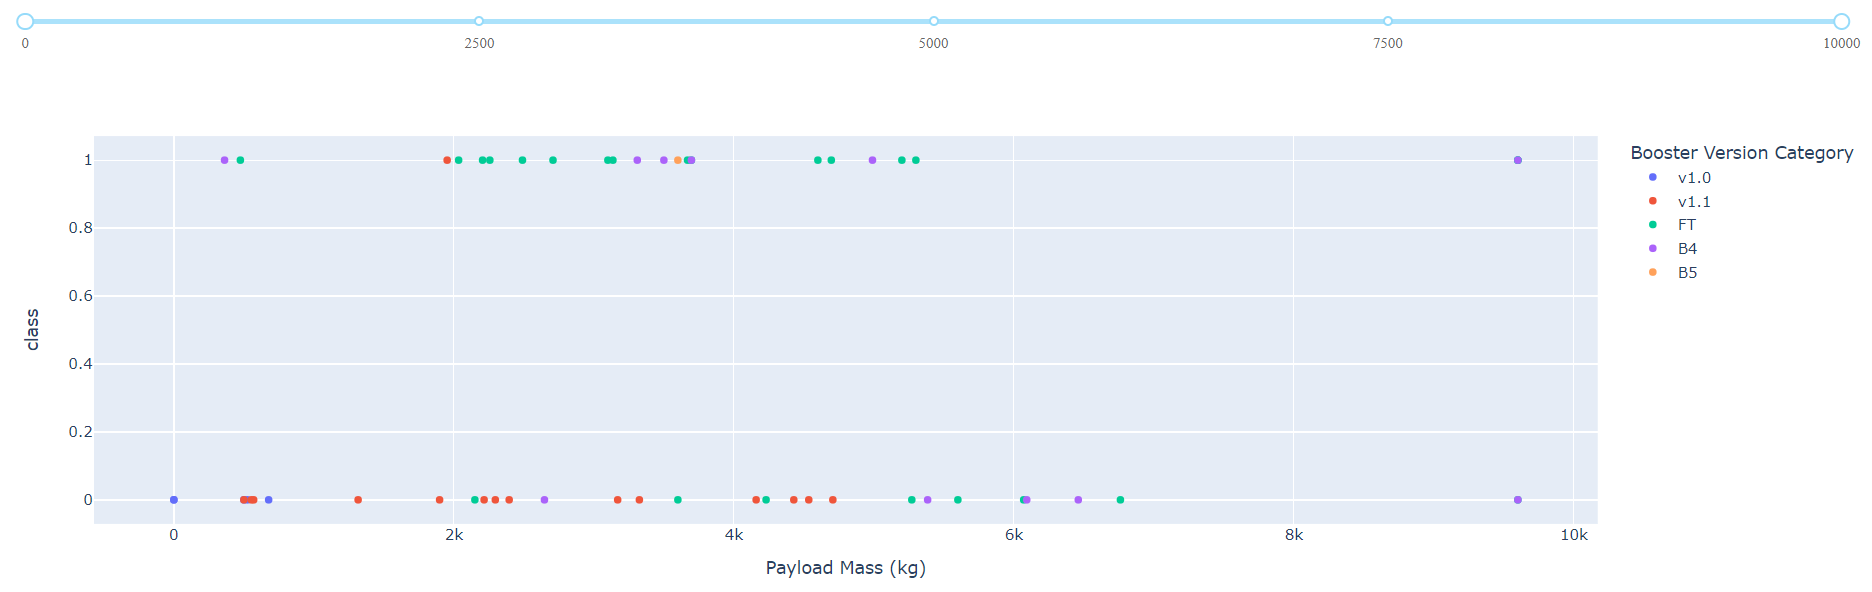 0 2500 5000 7500 10000
Booster Version Category
v1.0
v1.1
FT
B4
B5
class
1
0.8
0.6
0.4
0.2
0
0 2k 4k 6k 8k 10k
Payload Mass (kg)